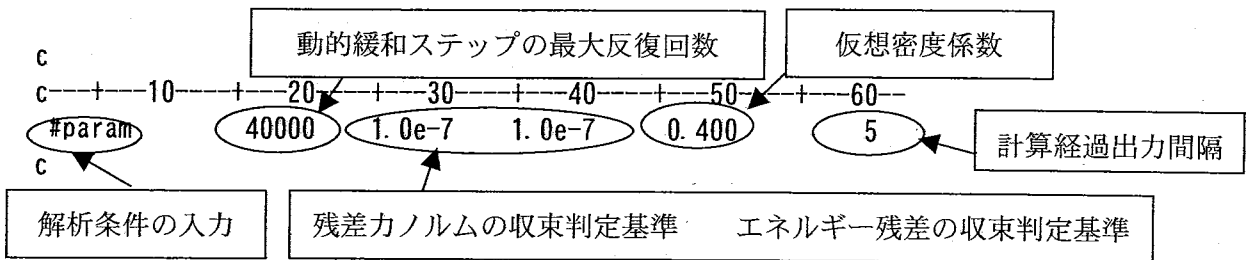 動的緩和ステップの最大反復回数 仮想密度係数
c
c---+---10----+---20----+---30----+---40----+---50----+---60--
#param 40000 1.0e-7 1.0e-7 0.400 5
計算経過出力間隔
c
解析条件の入力 残差力ノルムの収束判定基準 エネルギー残差の収束判定基準